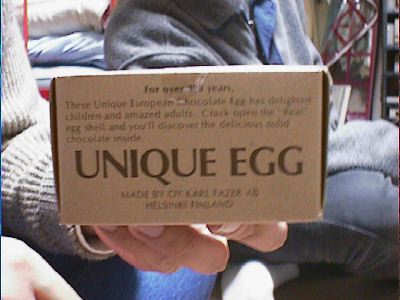 For over years,
These Unique European Chocolate Egg has delighted
children and amazed adults. Crack open the "Real"
egg shell and you'll discover the delicious solid
chocolate inside.
UNIQUE EGG
MADE BY OY KARL FAZER AB
HELSINKI FINLAND